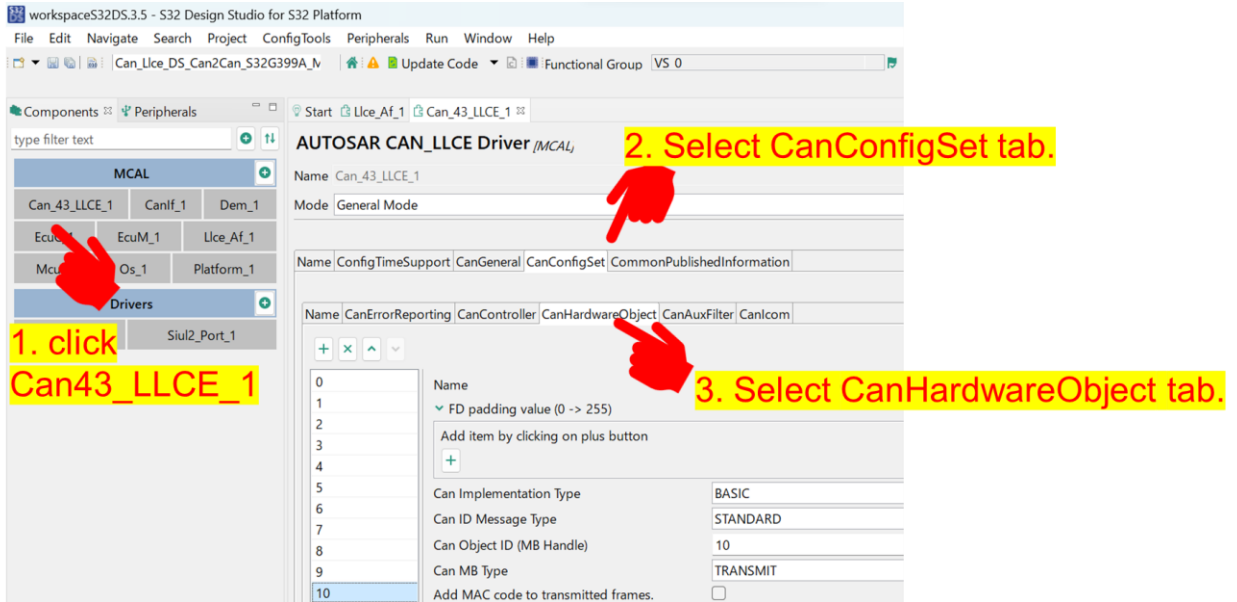 workspaceS32DS.3.5 - S32 Design Studio for S32 Platform
File Edit Navigate Search Project ConfigTools Peripherals Run Window Help
Can_Llce_DS_Can2Can_S32G399A_M Update Code Functional Group VS 0
Components Peripherals
type filter text
MCAL
Can_43_LLCE_1 CanIf_1 Dem_1
EcuM_1 Llce_Af_1
Os_1 Platform_1
Drivers
Siul2_Port_1
1. click
Can43_LLCE_1
Start Llce_Af_1 Can_43_LLCE_1
AUTOSAR CAN_LLCE Driver [MCAL]
2. Select CanConfigSet tab.
Name Can_43_LLCE_1
Mode General Mode
Name ConfigTimeSupport CanGeneral CanConfigSet CommonPublishedInformation
Name CanErrorReporting CanController CanHardwareObject CanAuxFilter CanIcom
3. Select CanHardwareObject tab.
0
1
2
3
4
5
6
7
8
9
10
Name
FD padding value (0 -> 255)
Add item by clicking on plus button
Can Implementation Type BASIC
Can ID Message Type STANDARD
Can Object ID (MB Handle) 10
Can MB Type TRANSMIT
Add MAC code to transmitted frames.